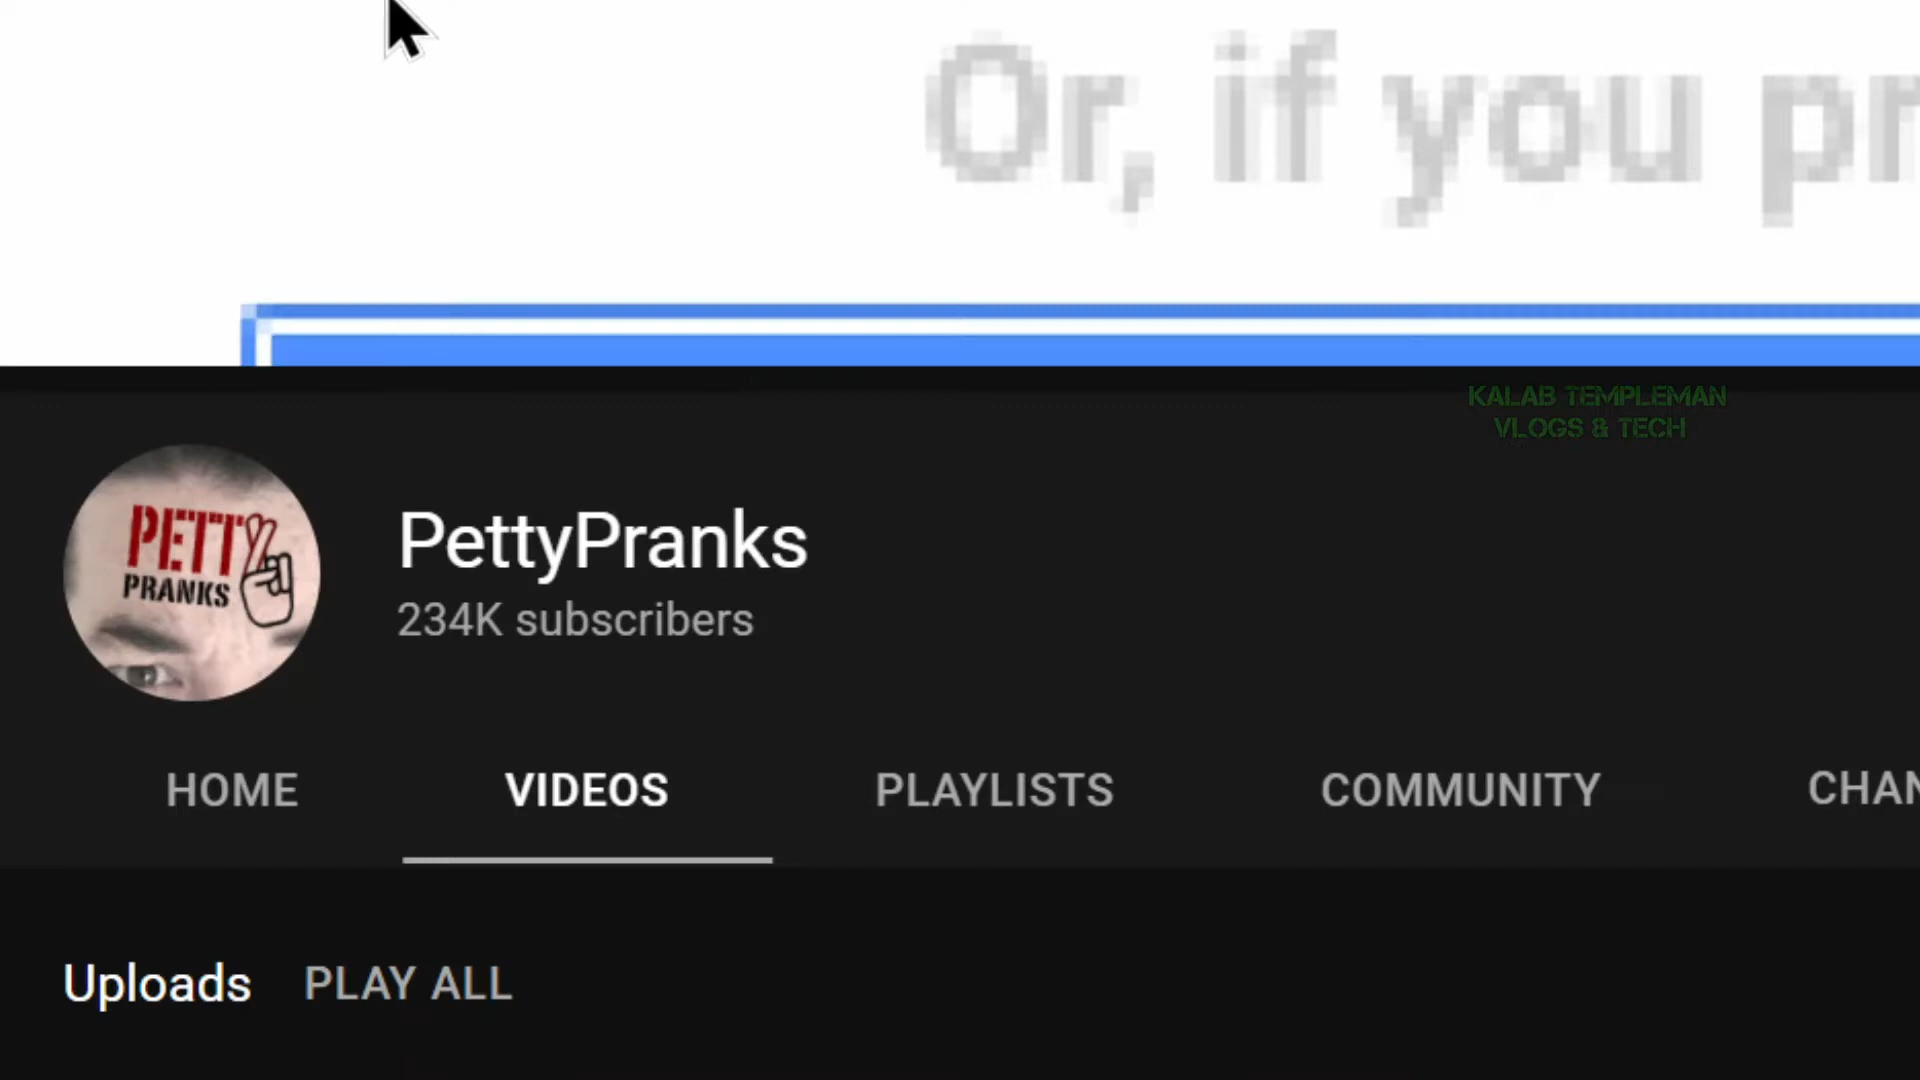 Or, if you pr
KALAB TEMPLEMAN
VLOGS & TECH
PETTY
PRANKS
PettyPranks
234K subscribers
HOME VIDEOS PLAYLISTS COMMUNITY CHAN
Uploads PLAY ALL